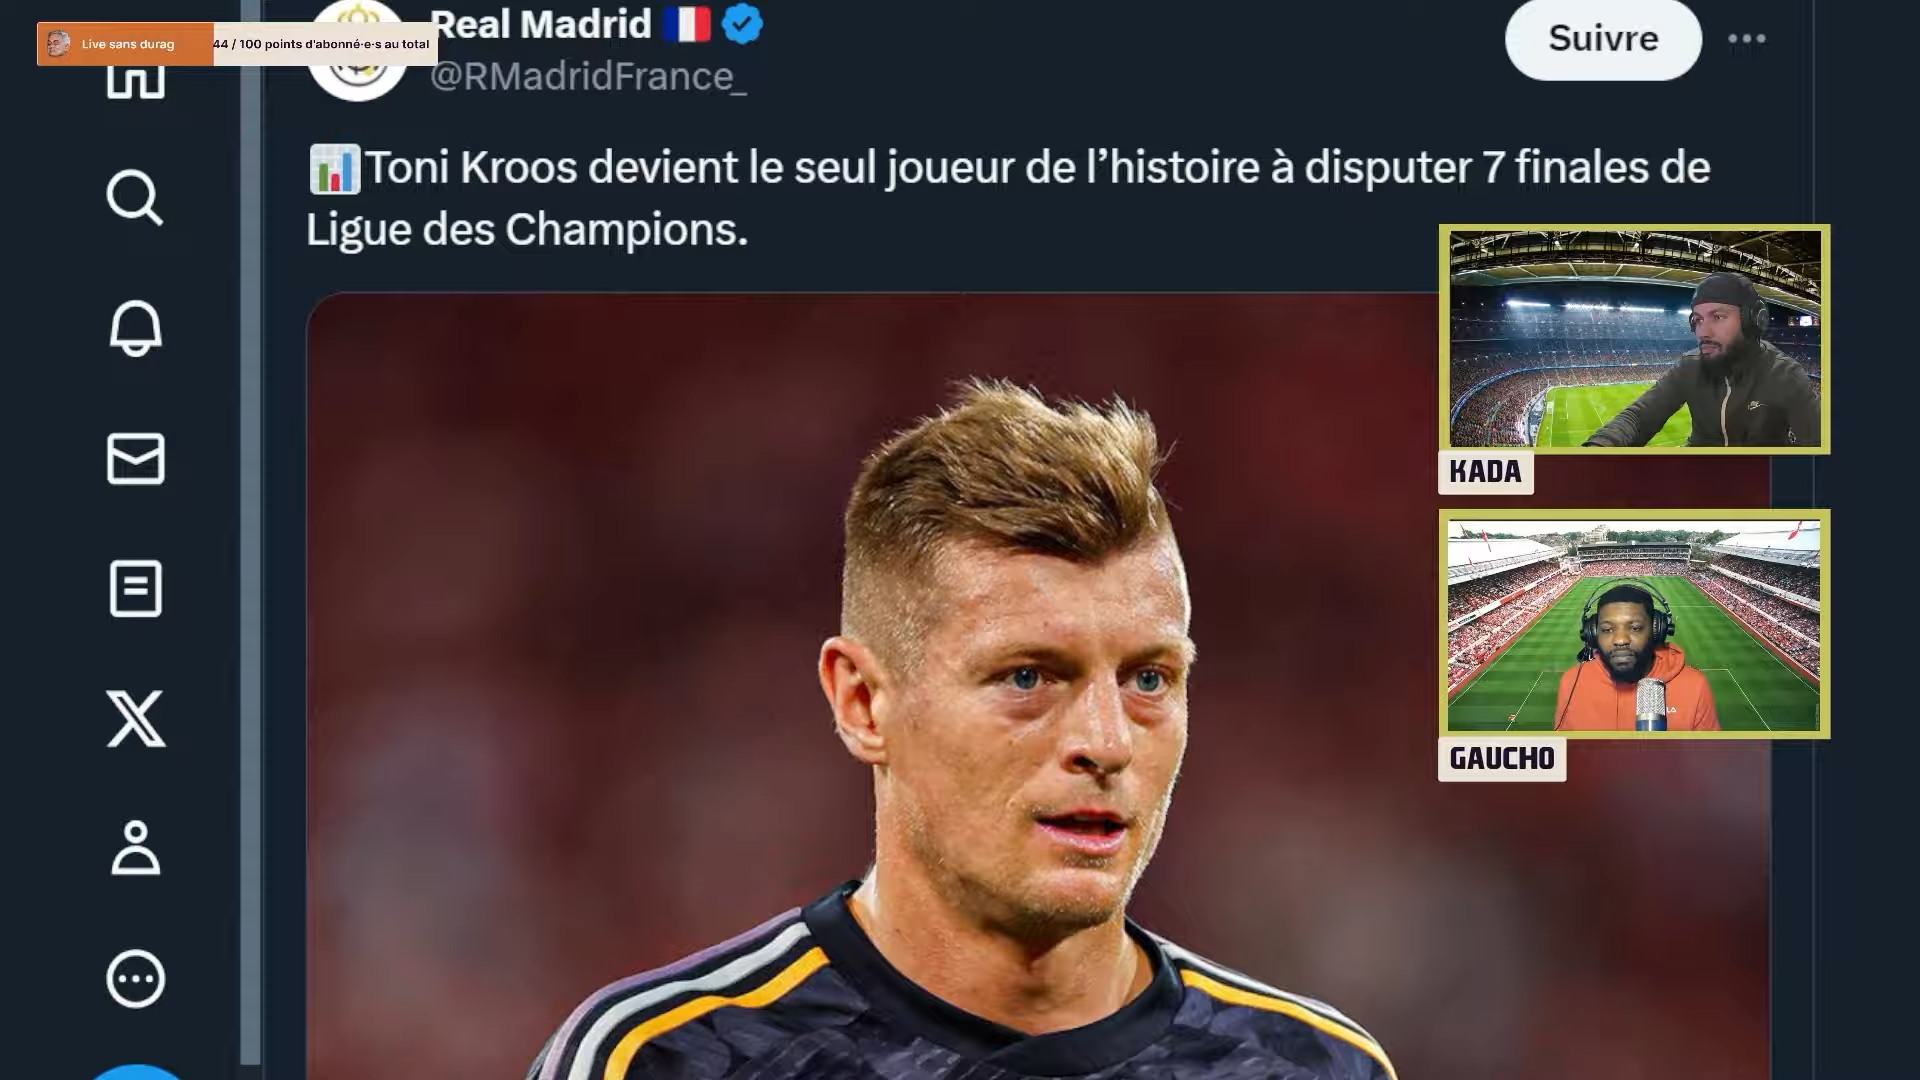 Live sans durag
44 / 100 points d'abonné·e·s au total
Real Madrid
@RMadridFrance_
Suivre
Toni Kroos devient le seul joueur de l’histoire à disputer 7 finales de
Ligue des Champions.
KADA
GAUCHO